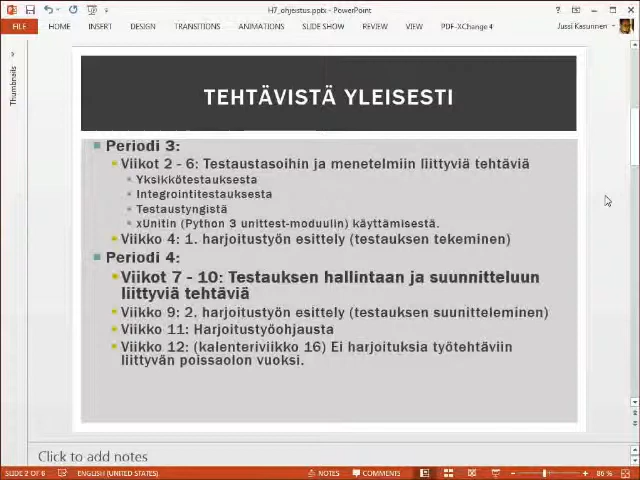 H7_ohjeistus.pptx - PowerPoint
FILE HOME INSERT DESIGN TRANSITIONS ANIMATIONS SLIDE SHOW REVIEW VIEW PDF-XChange 4 Jussi Kasurinen
Thumbnails
TEHTÄVISTÄ YLEISESTI
Periodi 3:
Viikot 2 - 6: Testaustasoihin ja menetelmiin liittyviä tehtäviä
Yksikkötestauksesta
Integrointitestauksesta
Testaustyngistä
xUnitin (Python 3 unittest-moduulin) käyttämisestä.
Viikko 4: 1. harjoitustyön esittely (testauksen tekeminen)
Periodi 4:
Viikot 7 - 10: Testauksen hallintaan ja suunnitteluun
liittyviä tehtäviä
Viikko 9: 2. harjoitustyön esittely (testauksen suunitteleminen)
Viikko 11: Harjoitustyöohjausta
Viikko 12: (kalenteriviikko 16) Ei harjoituksia työtehtäviin
liittyvän poissaolon vuoksi.
Click to add notes
SLIDE 2 OF 6 ENGLISH (UNITED STATES) NOTES COMMENTS 86 %